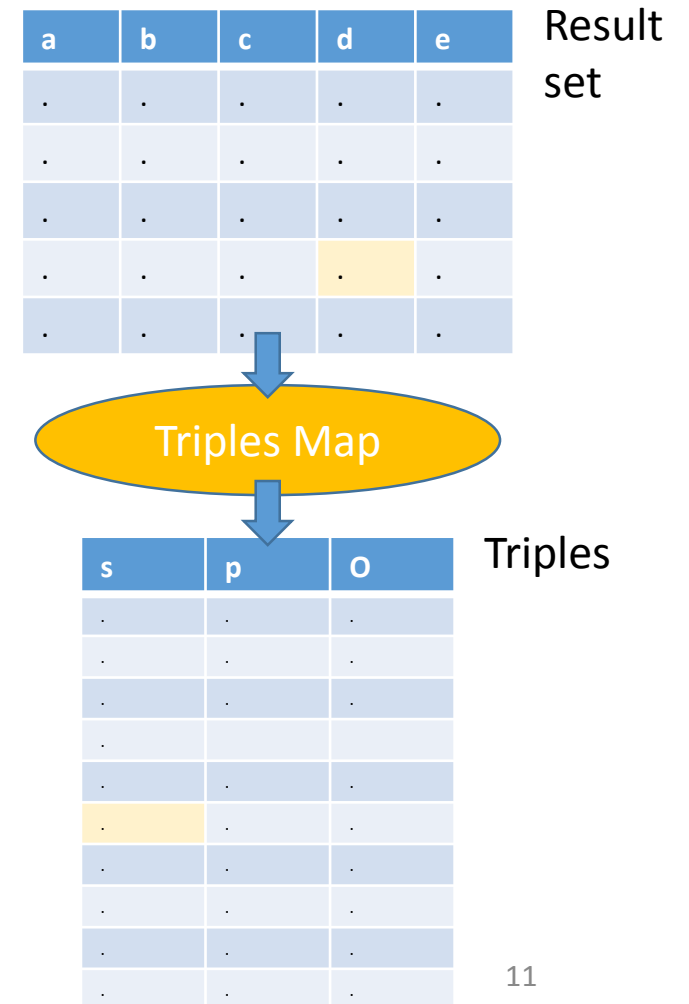 Result
set
a b c d e
. . . . .
. . . . .
. . . . .
. . . . .
. . . . .
Triples Map
Triples
s p O
. . .
. . .
. . .
.
. . .
. . .
. . .
. . .
. . .
. . .
11